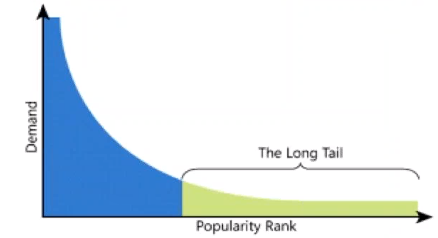 Demand
The Long Tail
Popularity Rank